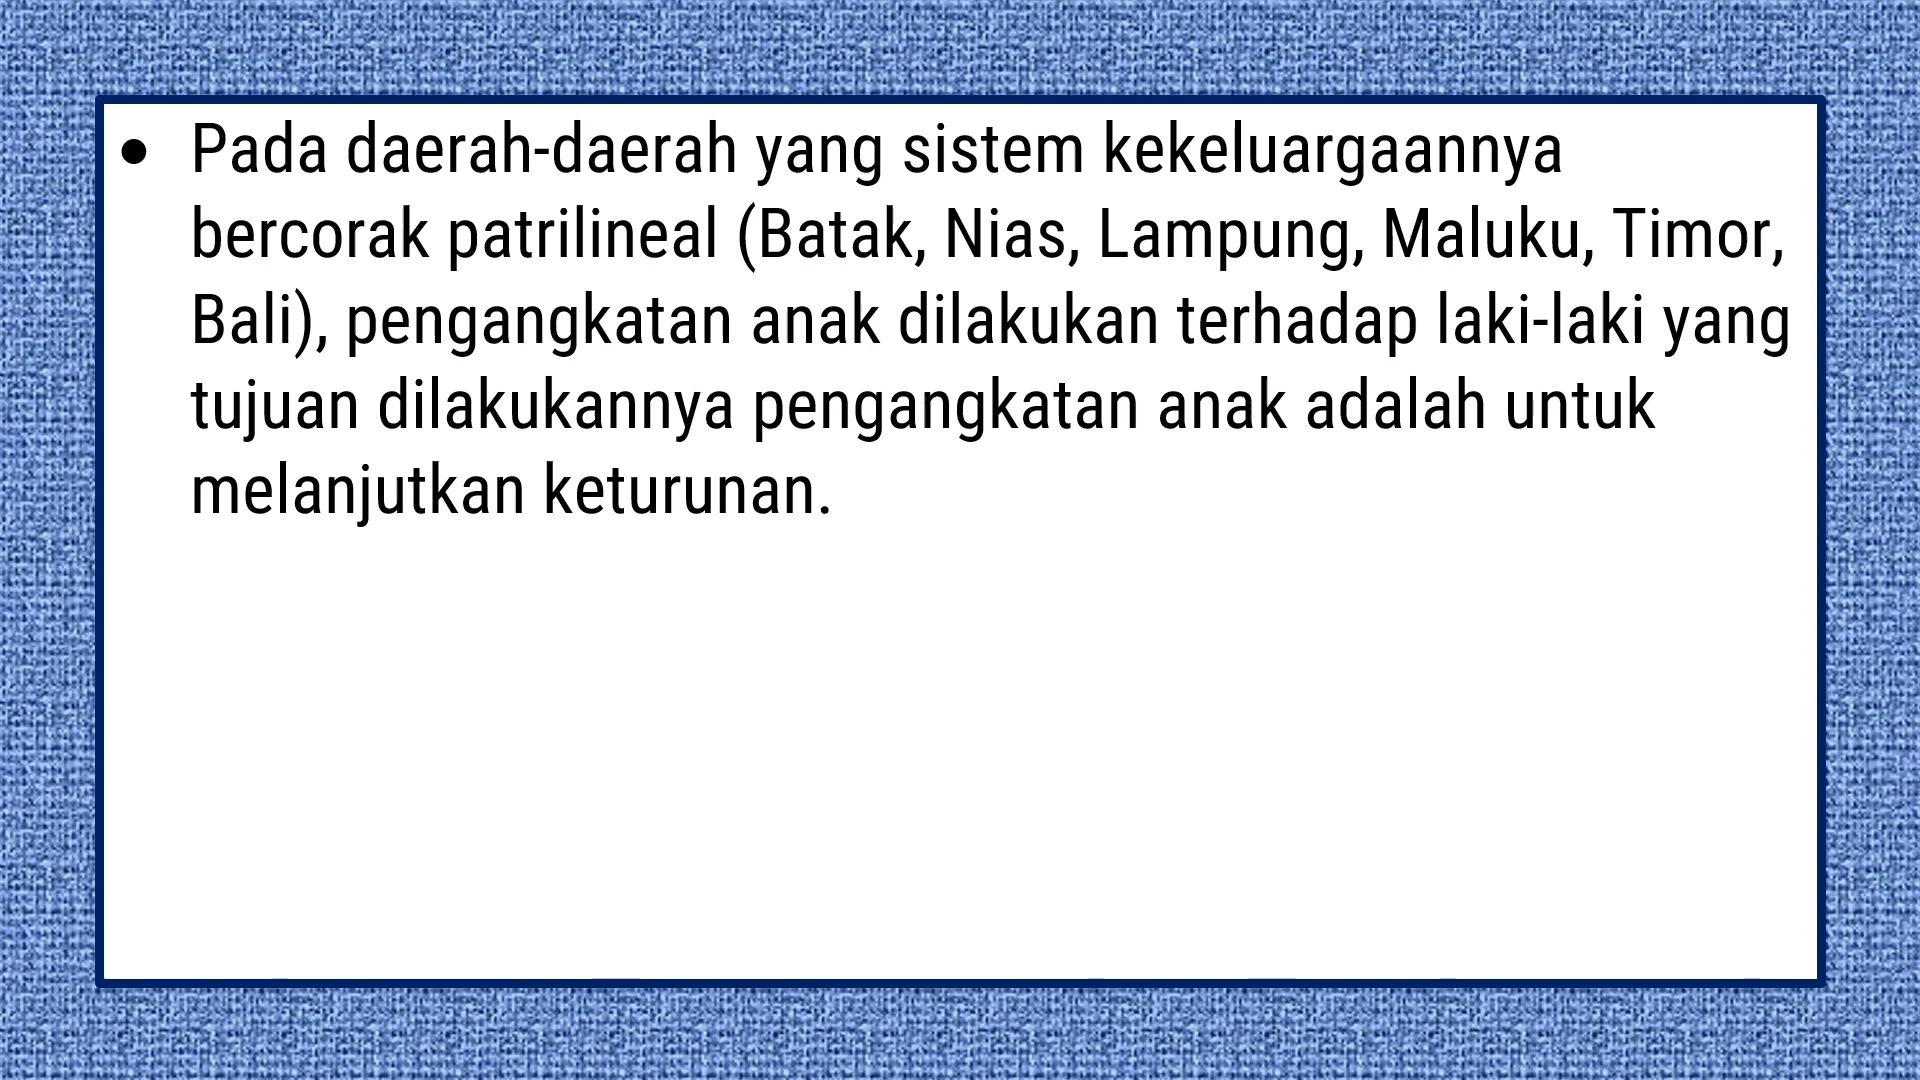 • Pada daerah-daerah yang sistem kekeluargaannya
bercorak patrilineal (Batak, Nias, Lampung, Maluku, Timor,
Bali), pengangkatan anak dilakukan terhadap laki-laki yang
tujuan dilakukannya pengangkatan anak adalah untuk
melanjutkan keturunan.